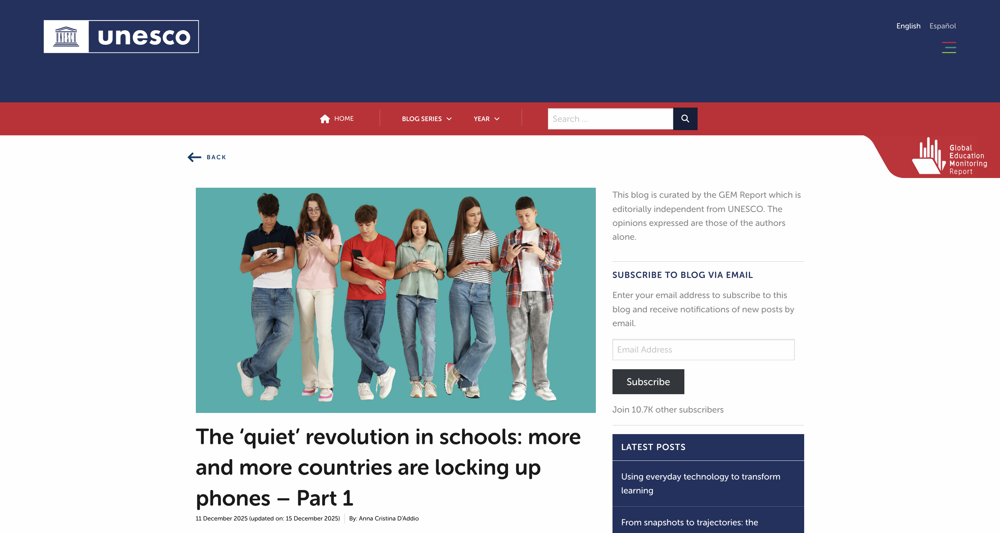 UNESCO
unesco
English Español
HOME BLOG SERIES YEAR Search ...
Global
Education
Monitoring
Report
BACK
This blog is curated by the GEM Report which is
editorially independent from UNESCO. The
opinions expressed are those of the authors
alone.
SUBSCRIBE TO BLOG VIA EMAIL
Enter your email address to subscribe to this
blog and receive notifications of new posts by
email.
Email Address
Subscribe
Join 10.7K other subscribers
The ‘quiet’ revolution in schools: more
and more countries are locking up
phones – Part 1
11 December 2025 (updated on: 15 December 2025) By: Anna Cristina D’Addio
LATEST POSTS
Using everyday technology to transform
learning
From snapshots to trajectories: the